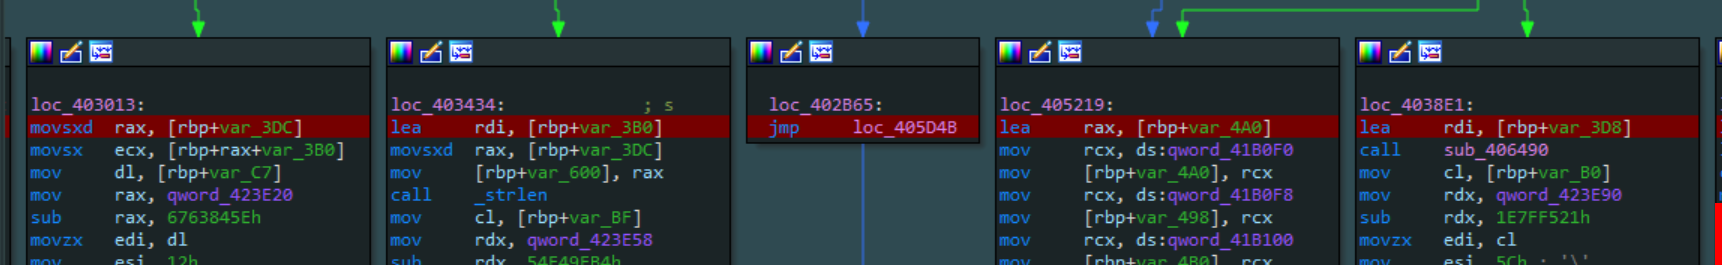 loc_403013:
movsxd rax, [rbp+var_3DC]
movsx ecx, [rbp+rax+var_3B0]
mov dl, [rbp+var_C7]
mov rax, qword_423E20
sub rax, 6763845Eh
movzx edi, dl
mov esi, 12h
loc_403434: ; s
lea rdi, [rbp+var_3B0]
movsxd rax, [rbp+var_3DC]
mov [rbp+var_600], rax
call _strlen
mov cl, [rbp+var_BF]
mov rdx, qword_423E58
sub rdx, 54F49EB4h
loc_402B65:
jmp loc_405D4B
loc_405219:
lea rax, [rbp+var_4A0]
mov rcx, ds:qword_41B0F0
mov [rbp+var_4A0], rcx
mov rcx, ds:qword_41B0F8
mov [rbp+var_498], rcx
mov rcx, ds:qword_41B100
mov [rbp+var_4B0], rcx
loc_4038E1:
lea rdi, [rbp+var_3D8]
call sub_406490
mov cl, [rbp+var_B0]
mov rdx, qword_423E90
sub rdx, 1E7FF521h
movzx edi, cl
mov esi, 5Ch ; '\'